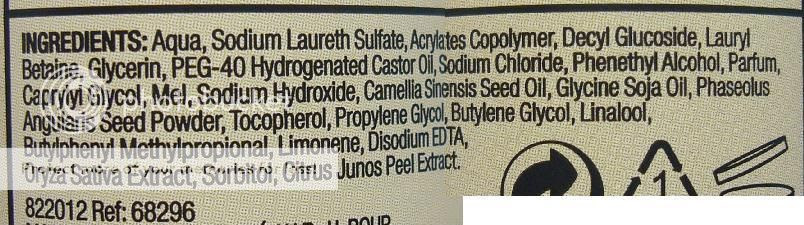 INGREDIENTS: Aqua, Sodium Laureth Sulfate, Acrylates Copolymer, Decyl Glucoside, Lauryl
Betaine, Glycerin, PEG-40 Hydrogenated Castor Oil, Sodium Chloride, Phenethyl Alcohol, Parfum,
Caprylyl Glycol, Mel, Sodium Hydroxide, Camellia Sinensis Seed Oil, Glycine Soja Oil, Phaseolus
Angularis Seed Powder, Tocopherol, Propylene Glycol, Butylene Glycol, Linalool,
Butylphenyl Methylpropional, Limonene, Disodium EDTA,
Oryza Sativa Extract, Sorbitol, Citrus Junos Peel Extract.
822012 Ref: 68296
1
POUR